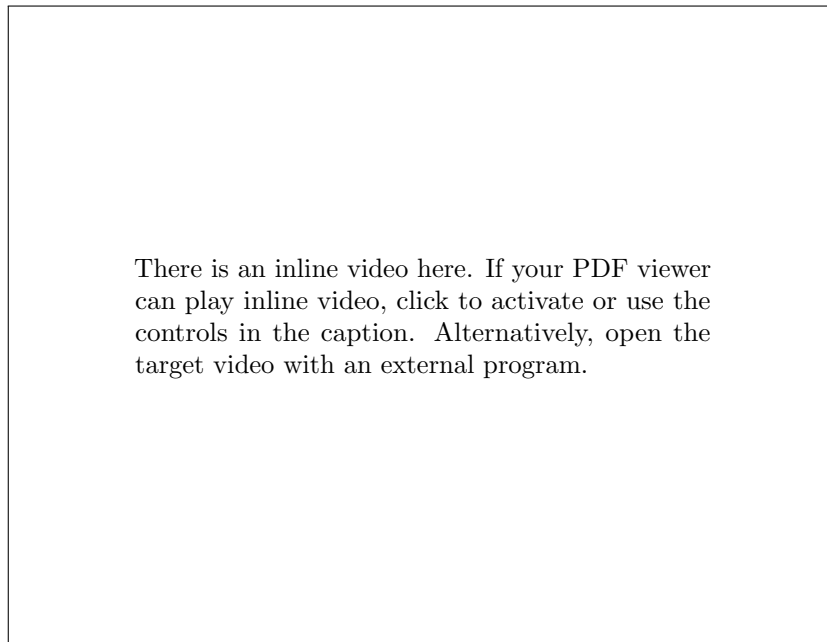 There is an inline video here. If your PDF viewer
can play inline video, click to activate or use the
controls in the caption. Alternatively, open the
target video with an external program.